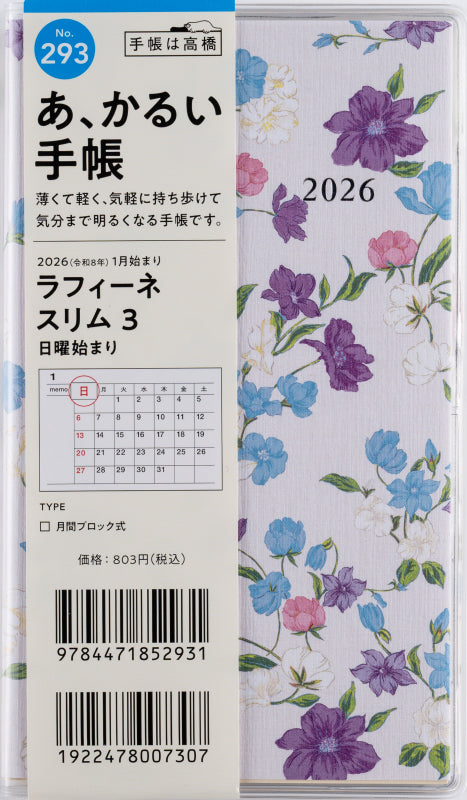 No.
293
手帳は高橋
あ、かるい
手帳
薄くて軽く、気軽に持ち歩けて
気分まで明るくなる手帳です。
2026(令和8年)1月始まり
ラフィーネ
スリム 3
日曜始まり
1
memo 日 月 火 水 木 金 土
1 2 3 4 5
6 7 8 9 10 11 12
13 14 15 16 17 18 19
20 21 22 23 24 25 26
27 28 29 30 31
TYPE
□ 月間ブロック式
価格:803円(税込)
9784471852931
1922478007307
2026